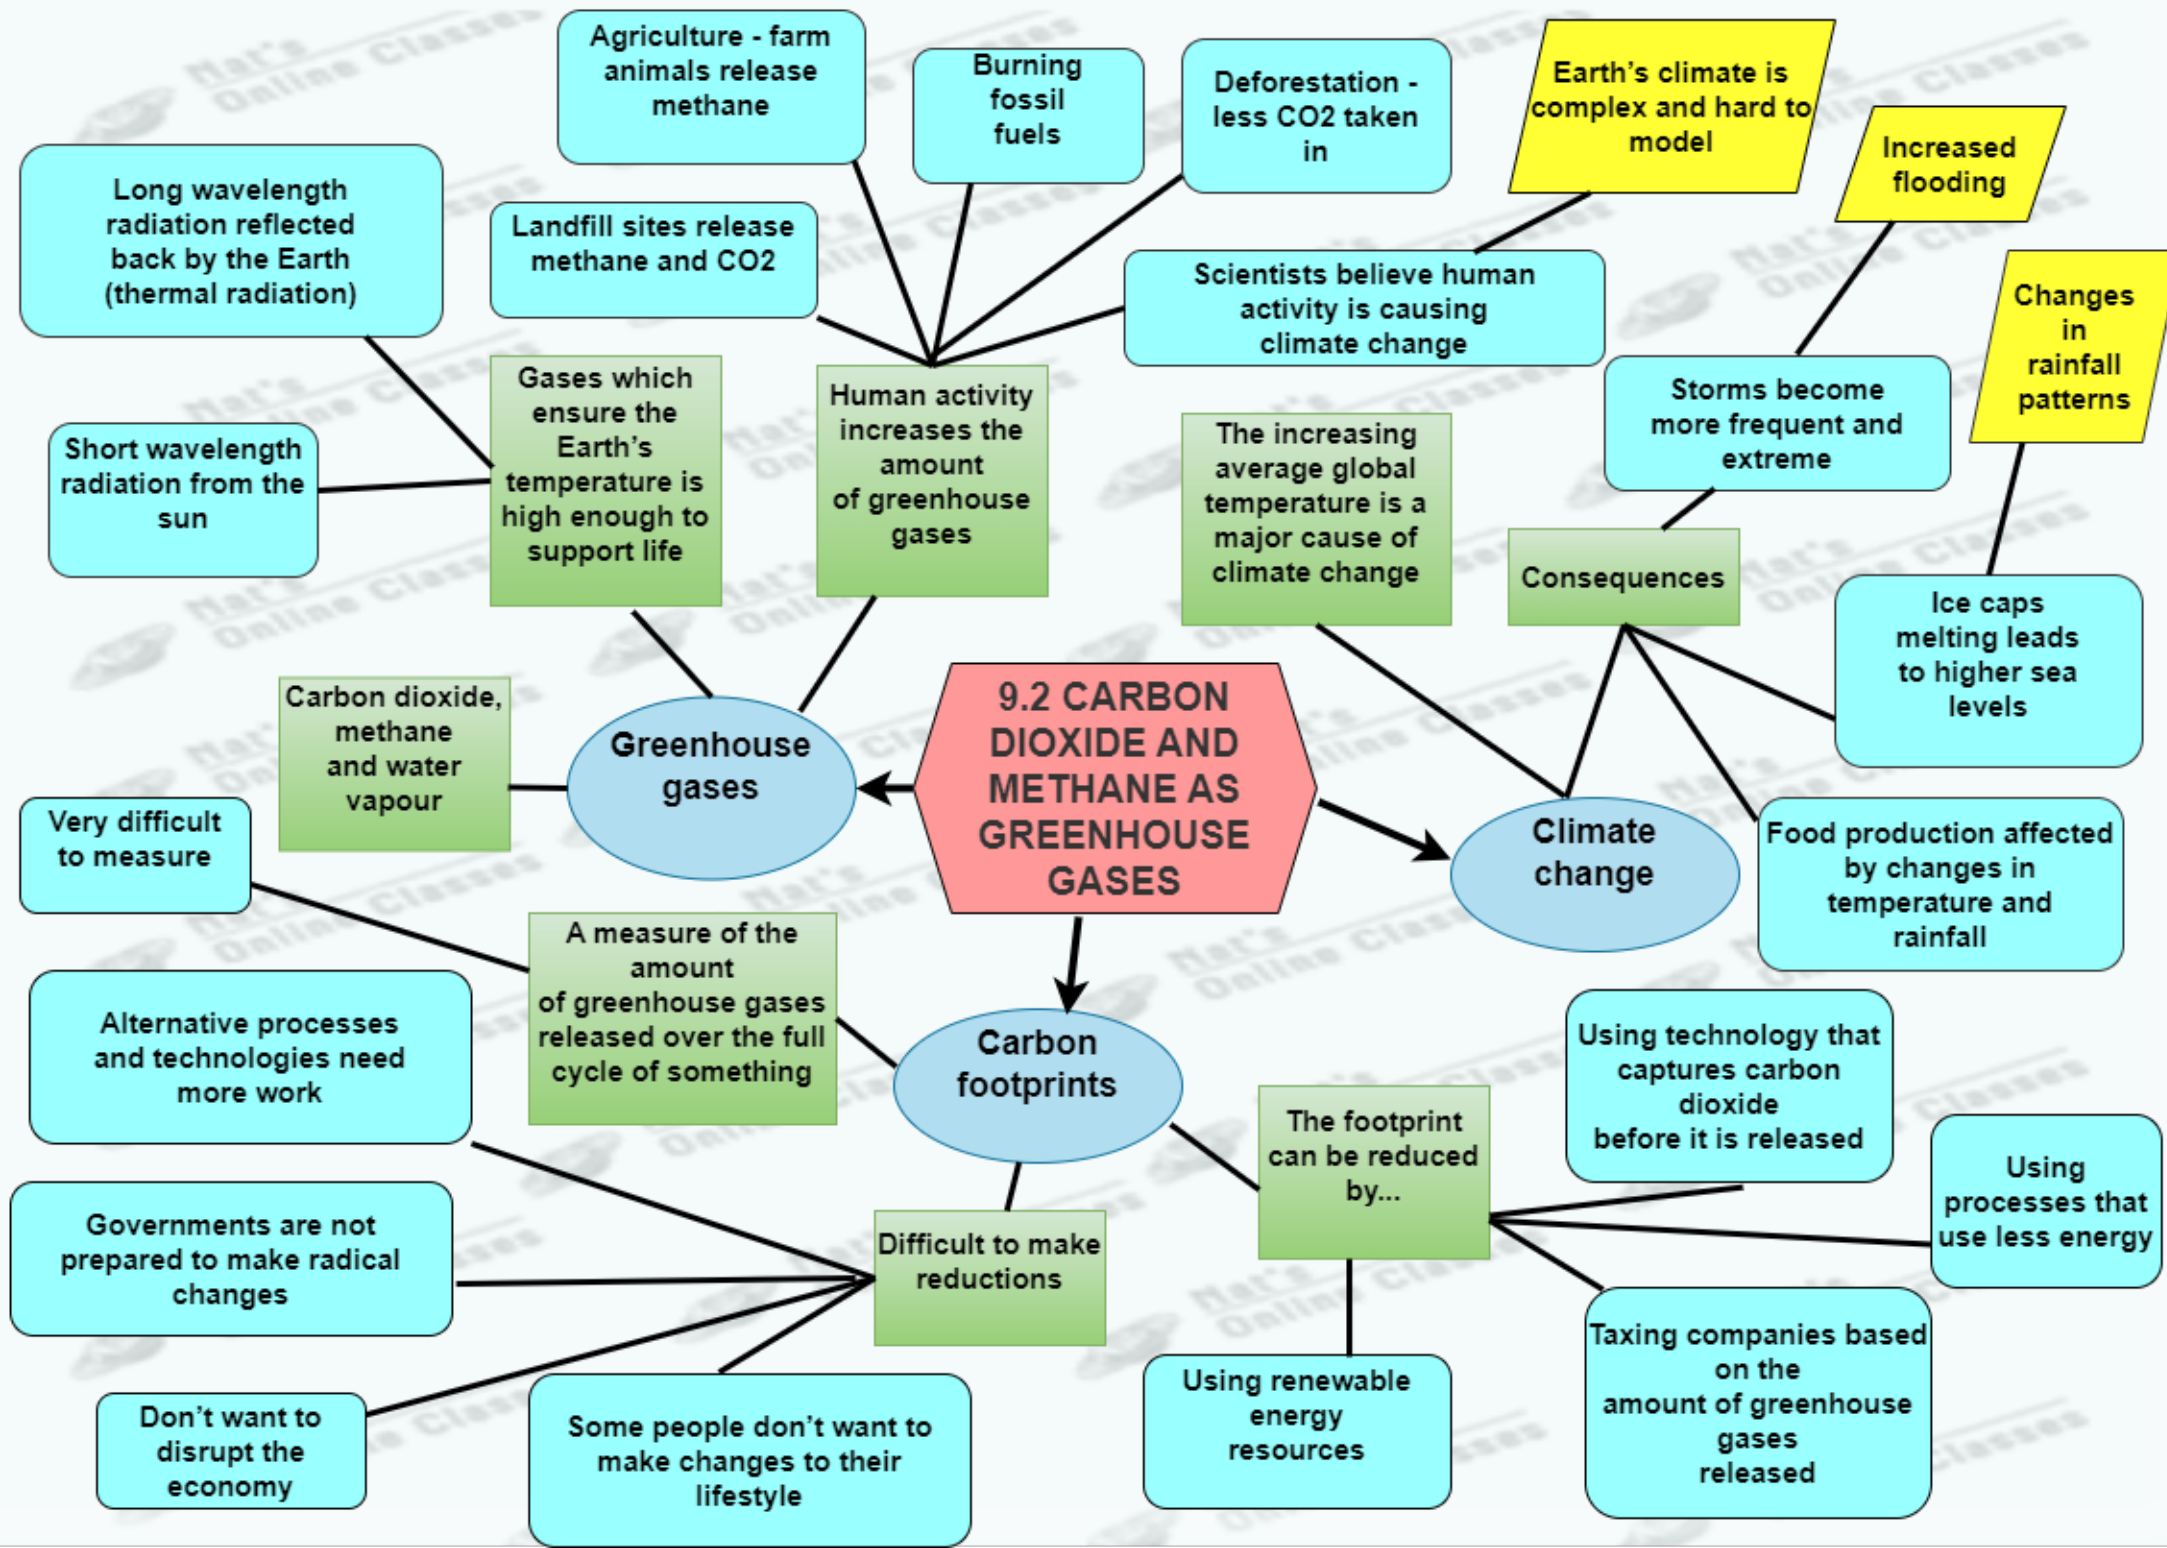 Agriculture - farm
animals release
methane
Burning
fossil
fuels
Deforestation -
less CO2 taken
in
Earth's climate is
complex and hard to
model
Increased
flooding
Long wavelength
radiation reflected
back by the Earth
(thermal radiation)
Landfill sites release
methane and CO2
Scientists believe human
activity is causing
climate change
Changes
in
rainfall
patterns
Short wavelength
radiation from the
sun
Gases which
ensure the
Earth's
temperature is
high enough to
support life
Human activity
increases the
amount
of greenhouse
gases
The increasing
average global
temperature is a
major cause of
climate change
Storms become
more frequent and
extreme
Consequences
Ice caps
melting leads
to higher sea
levels
Carbon dioxide,
methane
and water
vapour
Greenhouse
gases
9.2 CARBON
DIOXIDE AND
METHANE AS
GREENHOUSE
GASES
Climate
change
Food production affected
by changes in
temperature and
rainfall
Very difficult
to measure
A measure of the
amount
of greenhouse gases
released over the full
cycle of something
Alternative processes
and technologies need
more work
Carbon
footprints
Using technology that
captures carbon
dioxide
before it is released
The footprint
can be reduced
by...
Using
processes that
use less energy
Governments are not
prepared to make radical
changes
Difficult to make
reductions
Taxing companies based
on the
amount of greenhouse
gases
released
Don't want to
disrupt the
economy
Some people don't want to
make changes to their
lifestyle
Using renewable
energy
resources
Nat's
Online Classes